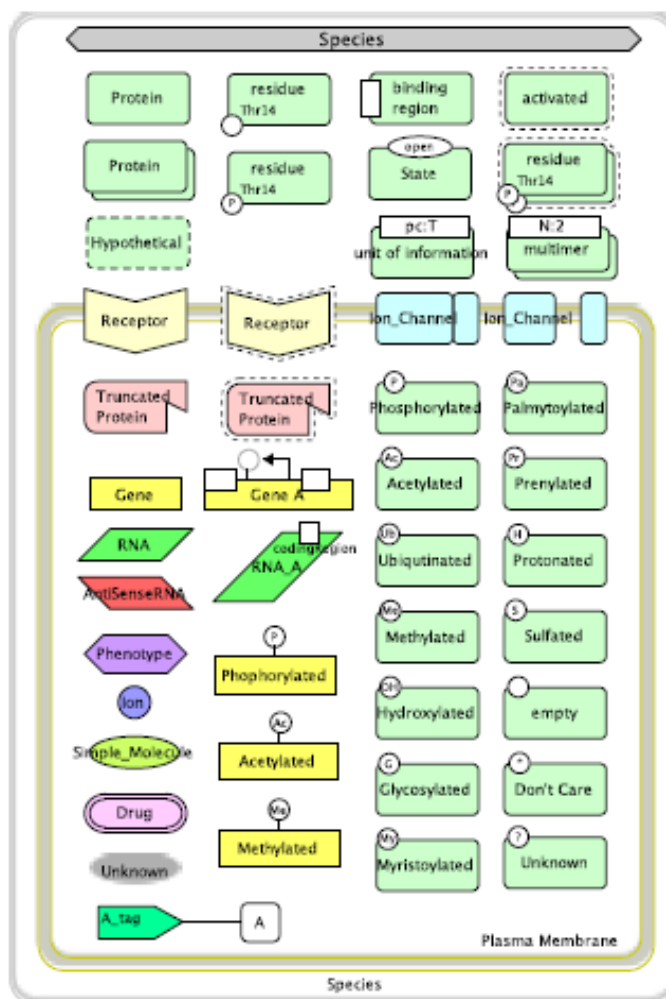 Species
Protein
residue
Thr14
binding
region
activated
Protein
residue
Thr14
P
open
State
residue
Thr14
P
Hypothetical
pc:T
unit of information
N:2
multimer
Receptor
Receptor
Ion_Channel
Ion_Channel
Truncated
Protein
Truncated
Protein
P
Phosphorylated
Pa
Palmytoylated
Gene
Gene A
Ac
Acetylated
Pr
Prenylated
RNA
codingRegion
RNA_A
Ub
Ubiqutinated
H
Protonated
AntiSenseRNA
Phenotype
P
Phophorylated
Me
Methylated
S
Sulfated
Ion
OH
Hydroxylated
empty
Simple_Molecule
Ac
Acetylated
G
Glycosylated
*
Don't Care
Drug
Me
Methylated
My
Myristoylated
?
Unknown
Unknown
A_tag
A
Plasma Membrane
Species